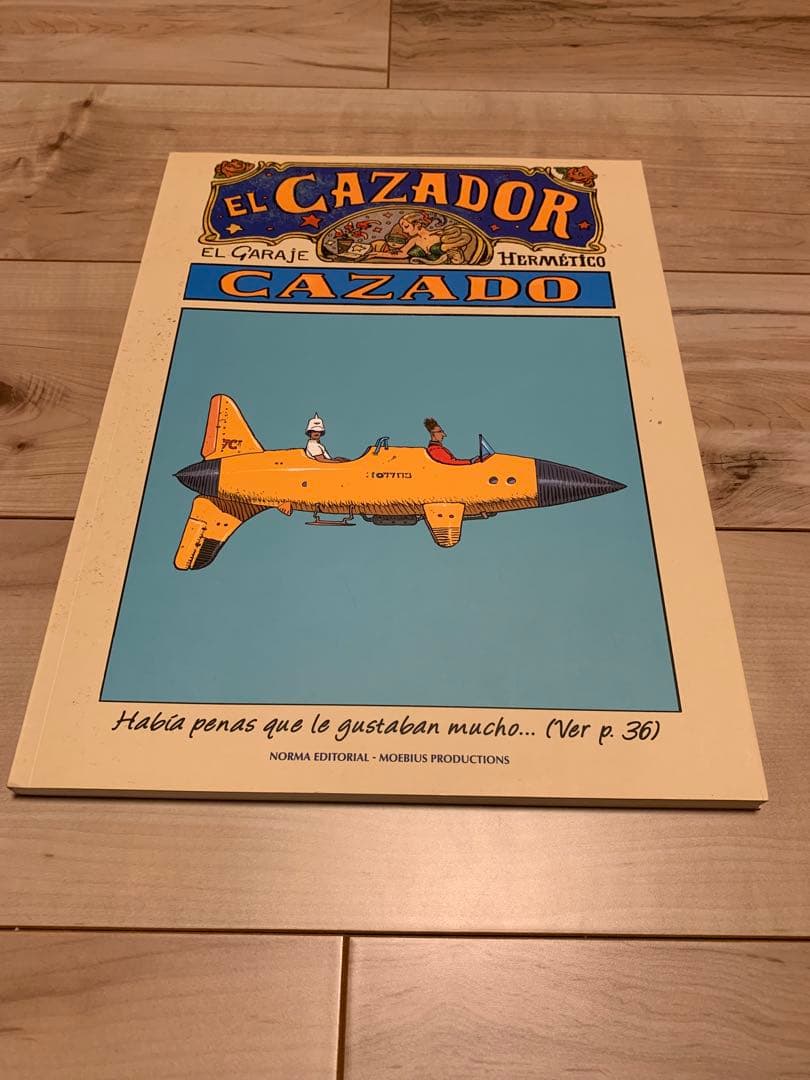 EL CAZADOR
EL GARAJE HERMÉTICO
CAZADO
Había penas que le gustaban mucho... (Ver p. 36)
NORMA EDITORIAL - MOEBIUS PRODUCTIONS